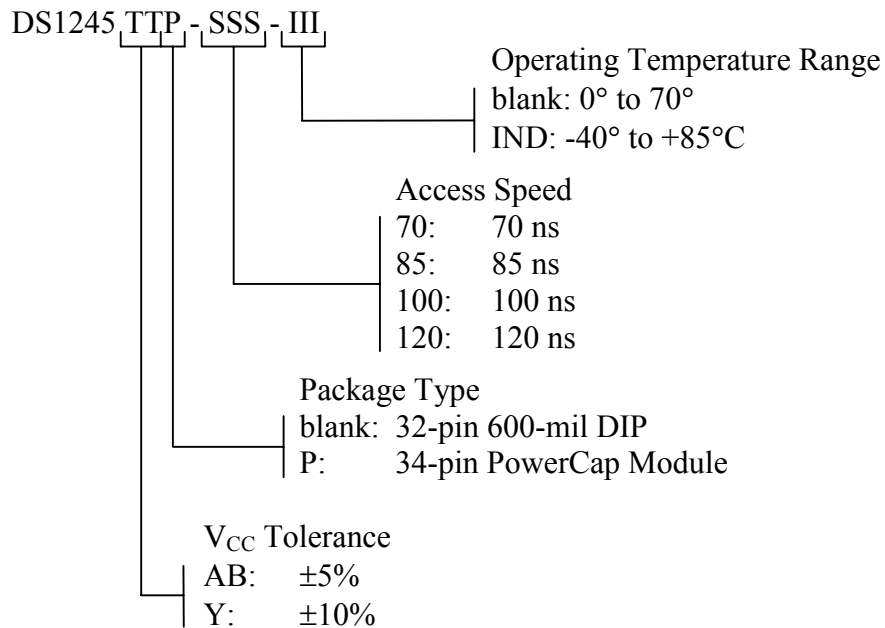 DS1245 TTP - SSS - III
Operating Temperature Range
blank: 0° to 70°
IND: -40° to +85°C
Access Speed
70: 70 ns
85: 85 ns
100: 100 ns
120: 120 ns
Package Type
blank: 32-pin 600-mil DIP
P: 34-pin PowerCap Module
VCC Tolerance
AB: ±5%
Y: ±10%